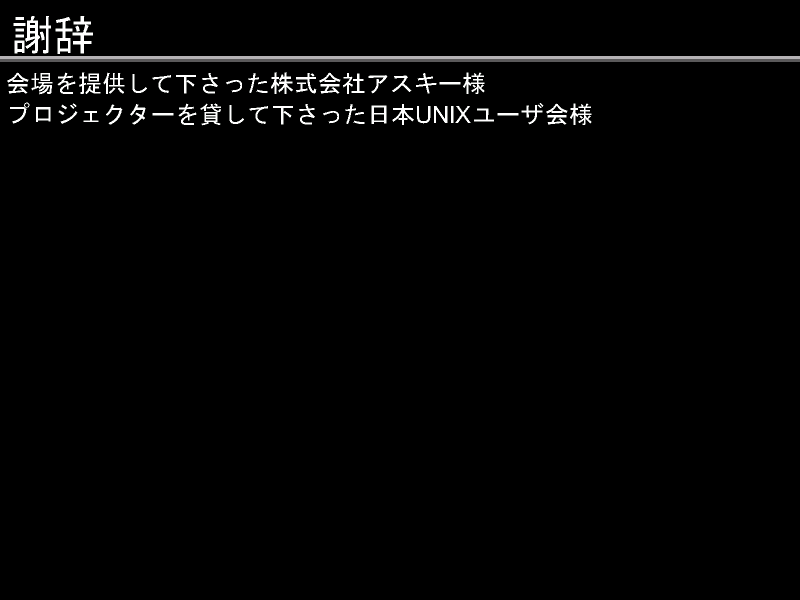 謝辞
会場を提供して下さった株式会社アスキー様
プロジェクターを貸して下さった日本UNIXユーザ会様